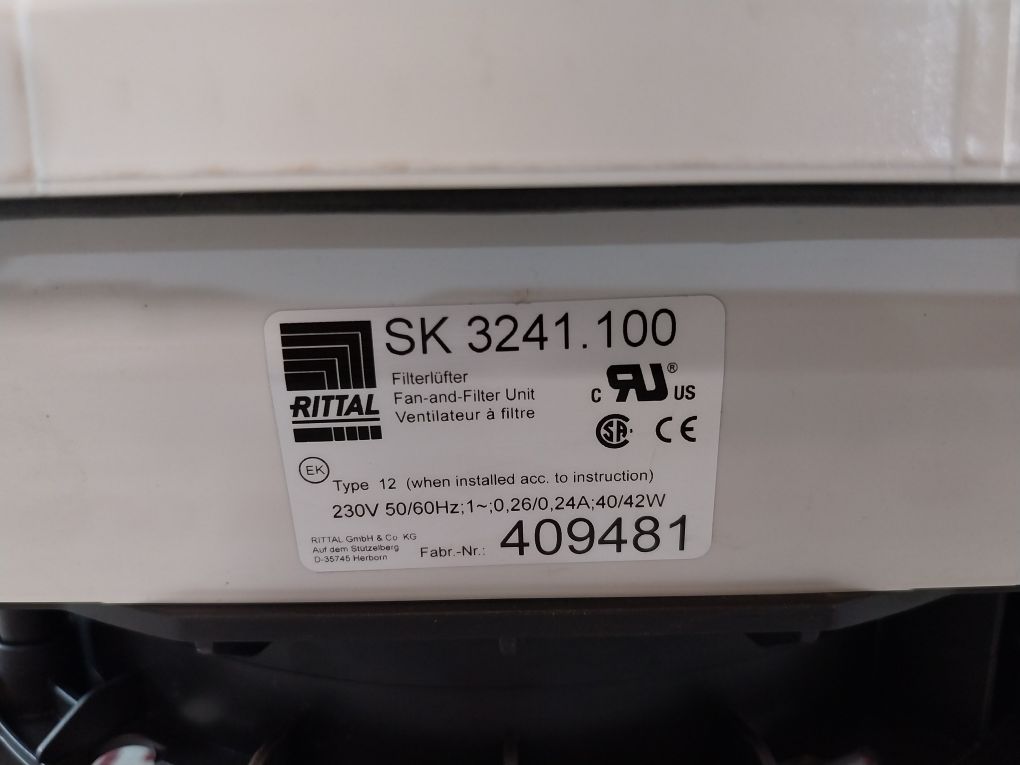 SK 3241.100
Filterlüfter
Fan-and-Filter Unit
Ventilateur à filtre
RITTAL
C RU ® US
SA CE
EK
Type 12 (when installed acc. to instruction)
230V 50/60Hz;1~;0,26/0,24A;40/42W
RITTAL GmbH & Co KG
Auf dem Stützelberg
D-35745 Herborn
Fabr.-Nr.: 409481